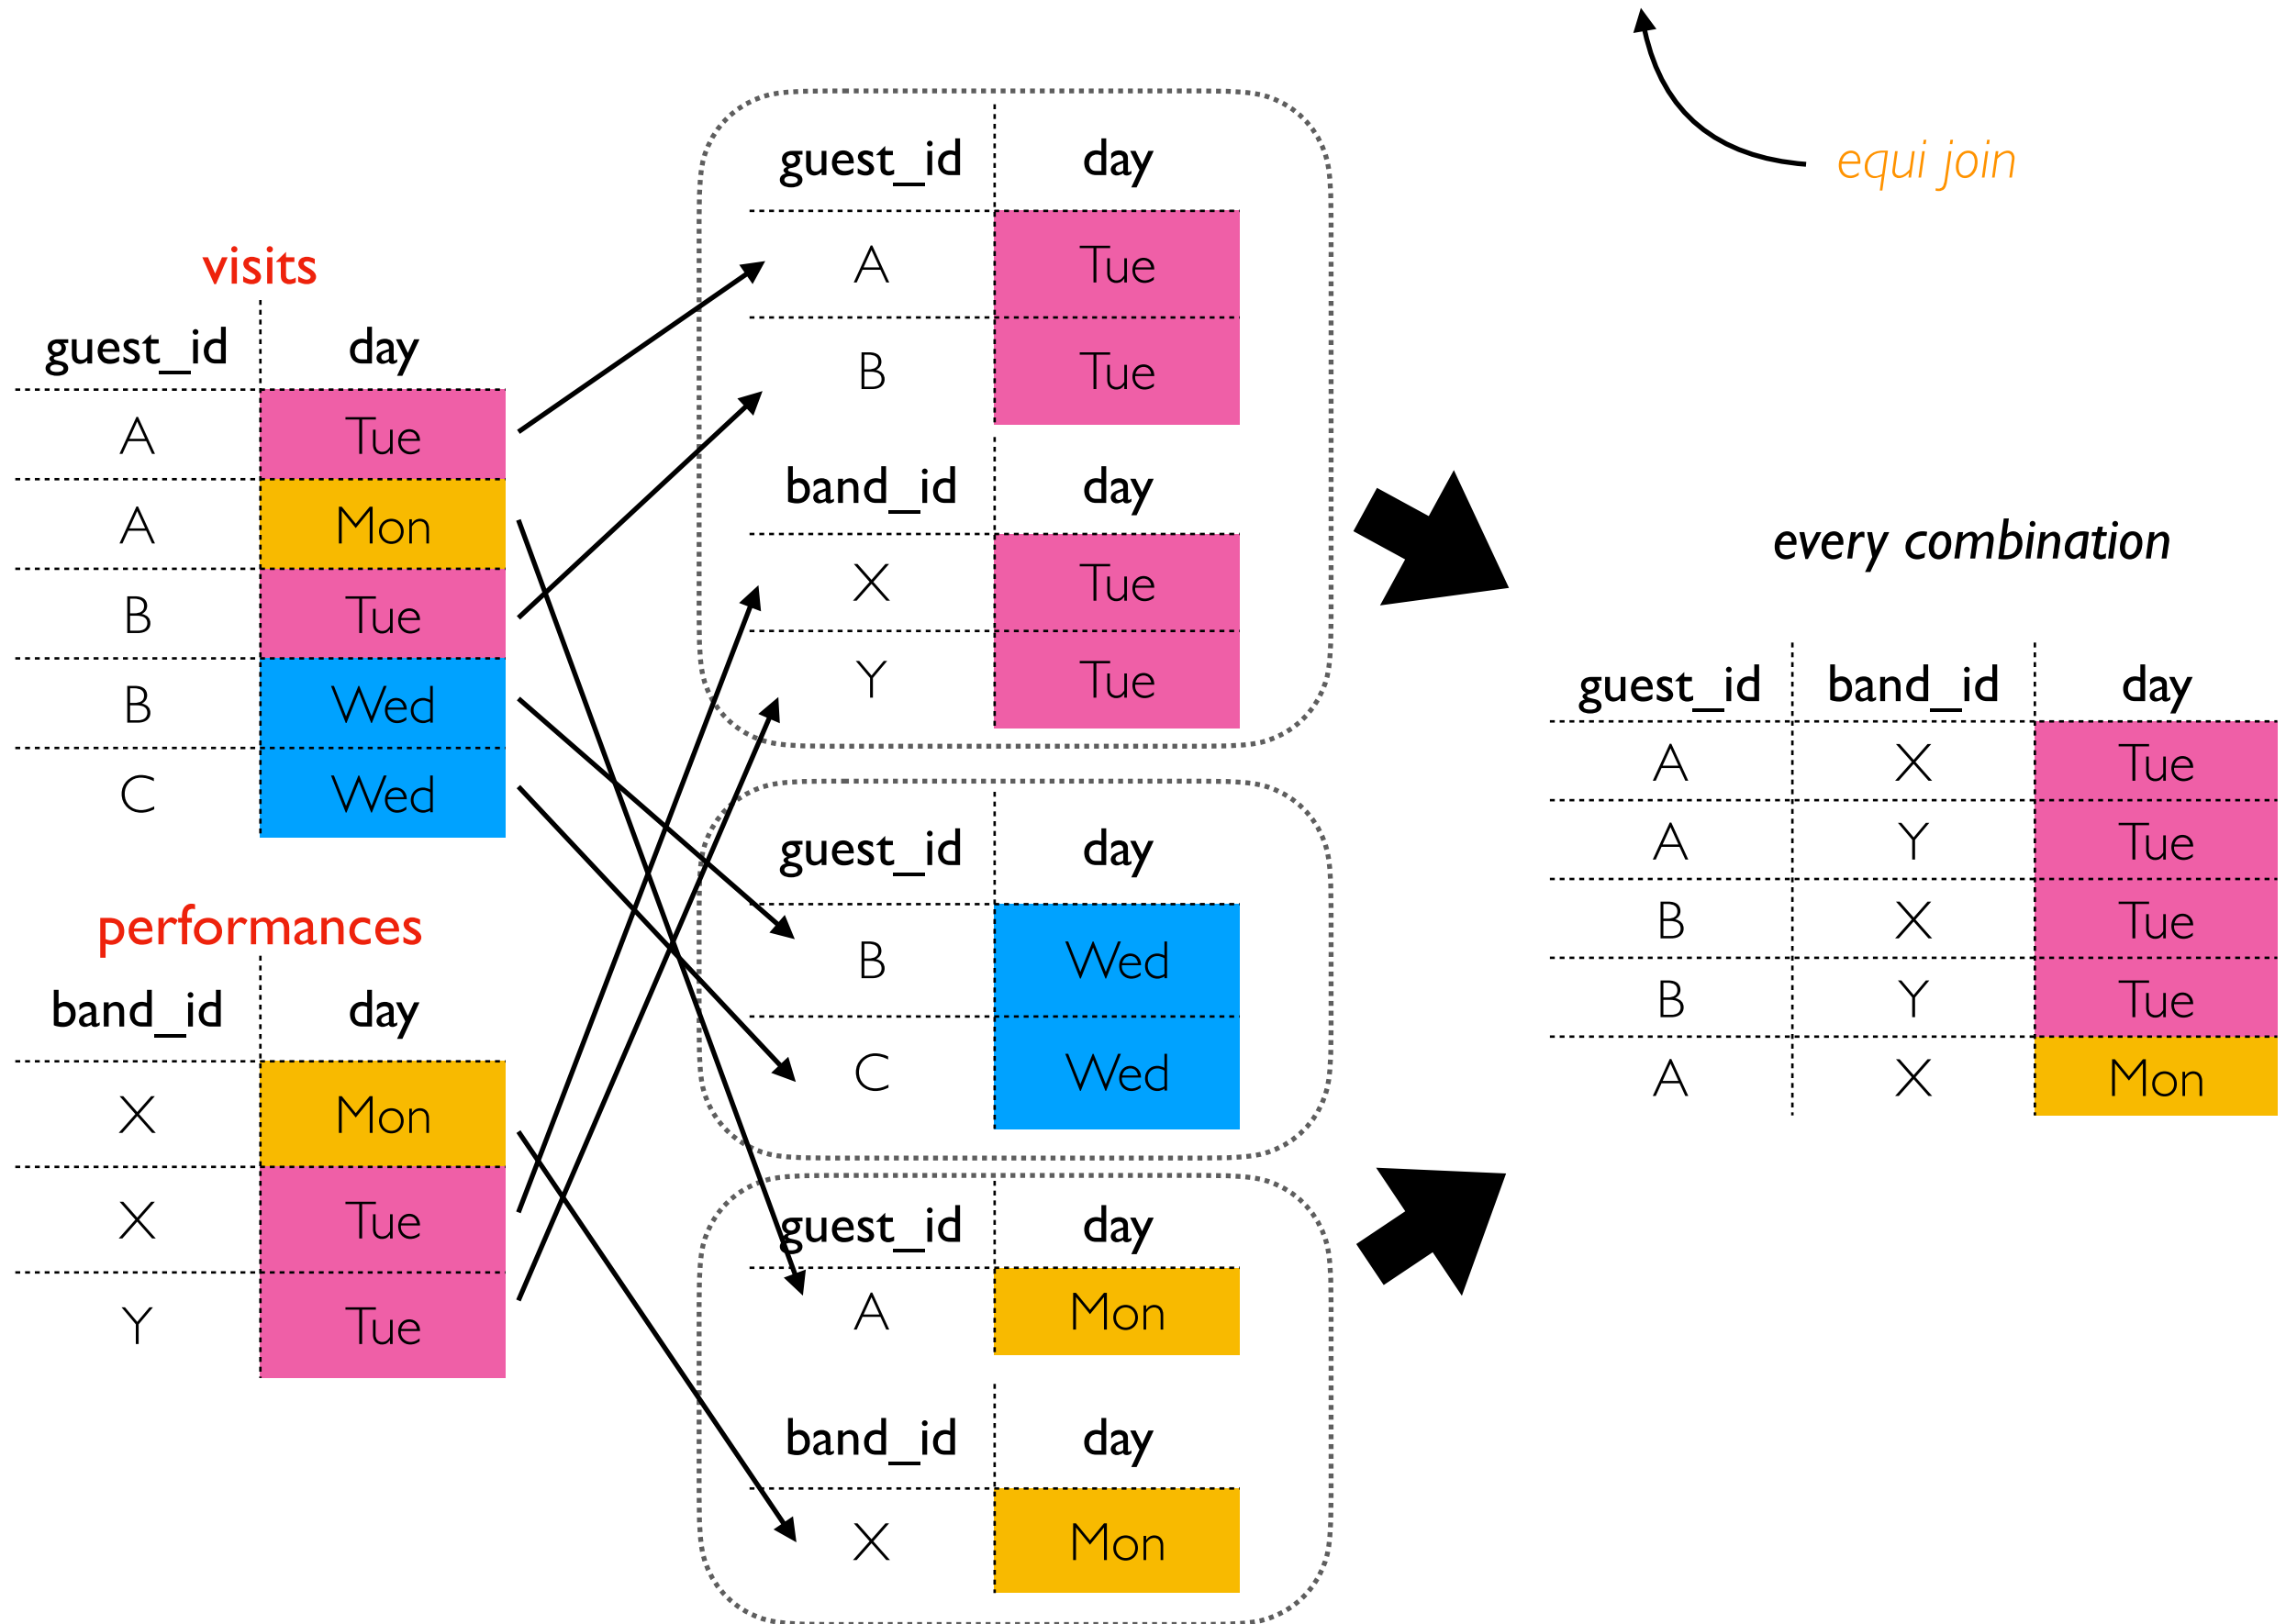 equi join
visits
guest_id day
A Tue
A Mon
B Tue
B Wed
C Wed
performances
band_id day
X Mon
X Tue
Y Tue
guest_id day
A Tue
B Tue
band_id day
X Tue
Y Tue
guest_id day
B Wed
C Wed
guest_id day
A Mon
band_id day
X Mon
every combination
guest_id band_id day
A X Tue
A Y Tue
B X Tue
B Y Tue
A X Mon